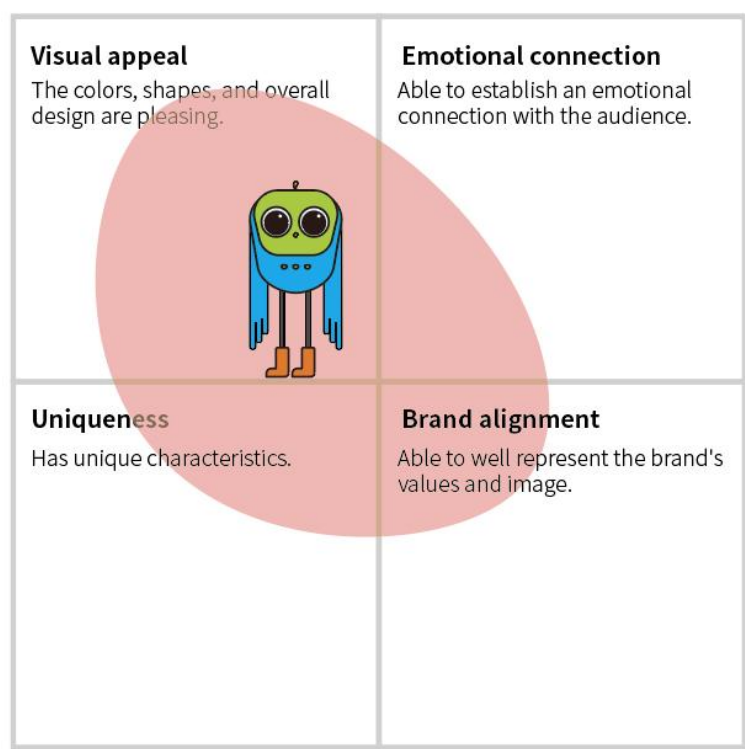 Visual appeal
The colors, shapes, and overall
design are pleasing.
Emotional connection
Able to establish an emotional
connection with the audience.
Uniqueness
Has unique characteristics.
Brand alignment
Able to well represent the brand's
values and image.